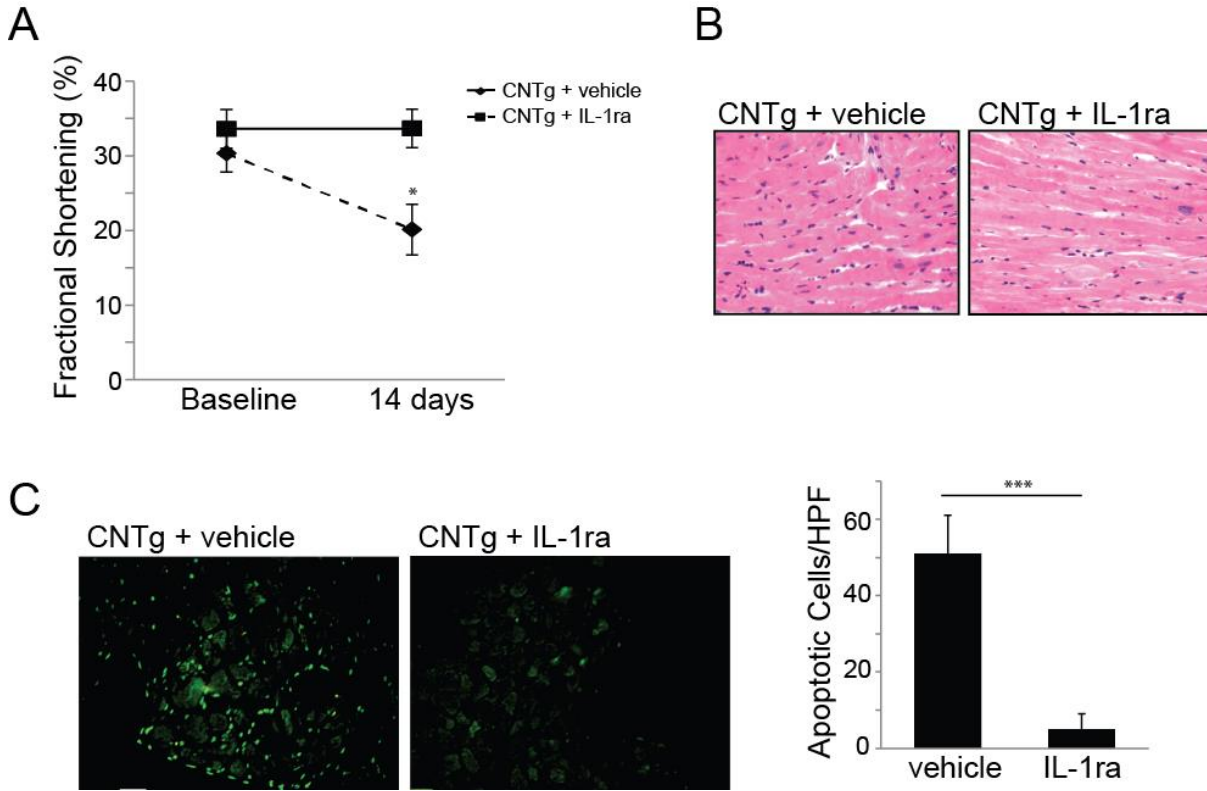 A
Fractional Shortening (%)
40
30
20
10
0
Baseline
14 days
CNTg + vehicle
CNTg + IL-1ra
*
B
CNTg + vehicle
CNTg + IL-1ra
C
CNTg + vehicle
CNTg + IL-1ra
Apoptotic Cells/HPF
60
40
20
0
***
vehicle
IL-1ra